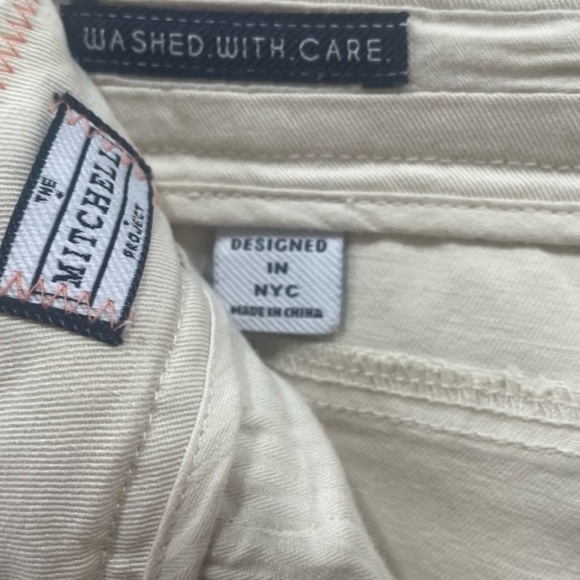 WASHED.WITH.CARE.
THE
MITCHELL
PROJECT
DESIGNED
IN
NYC
MADE IN CHINA